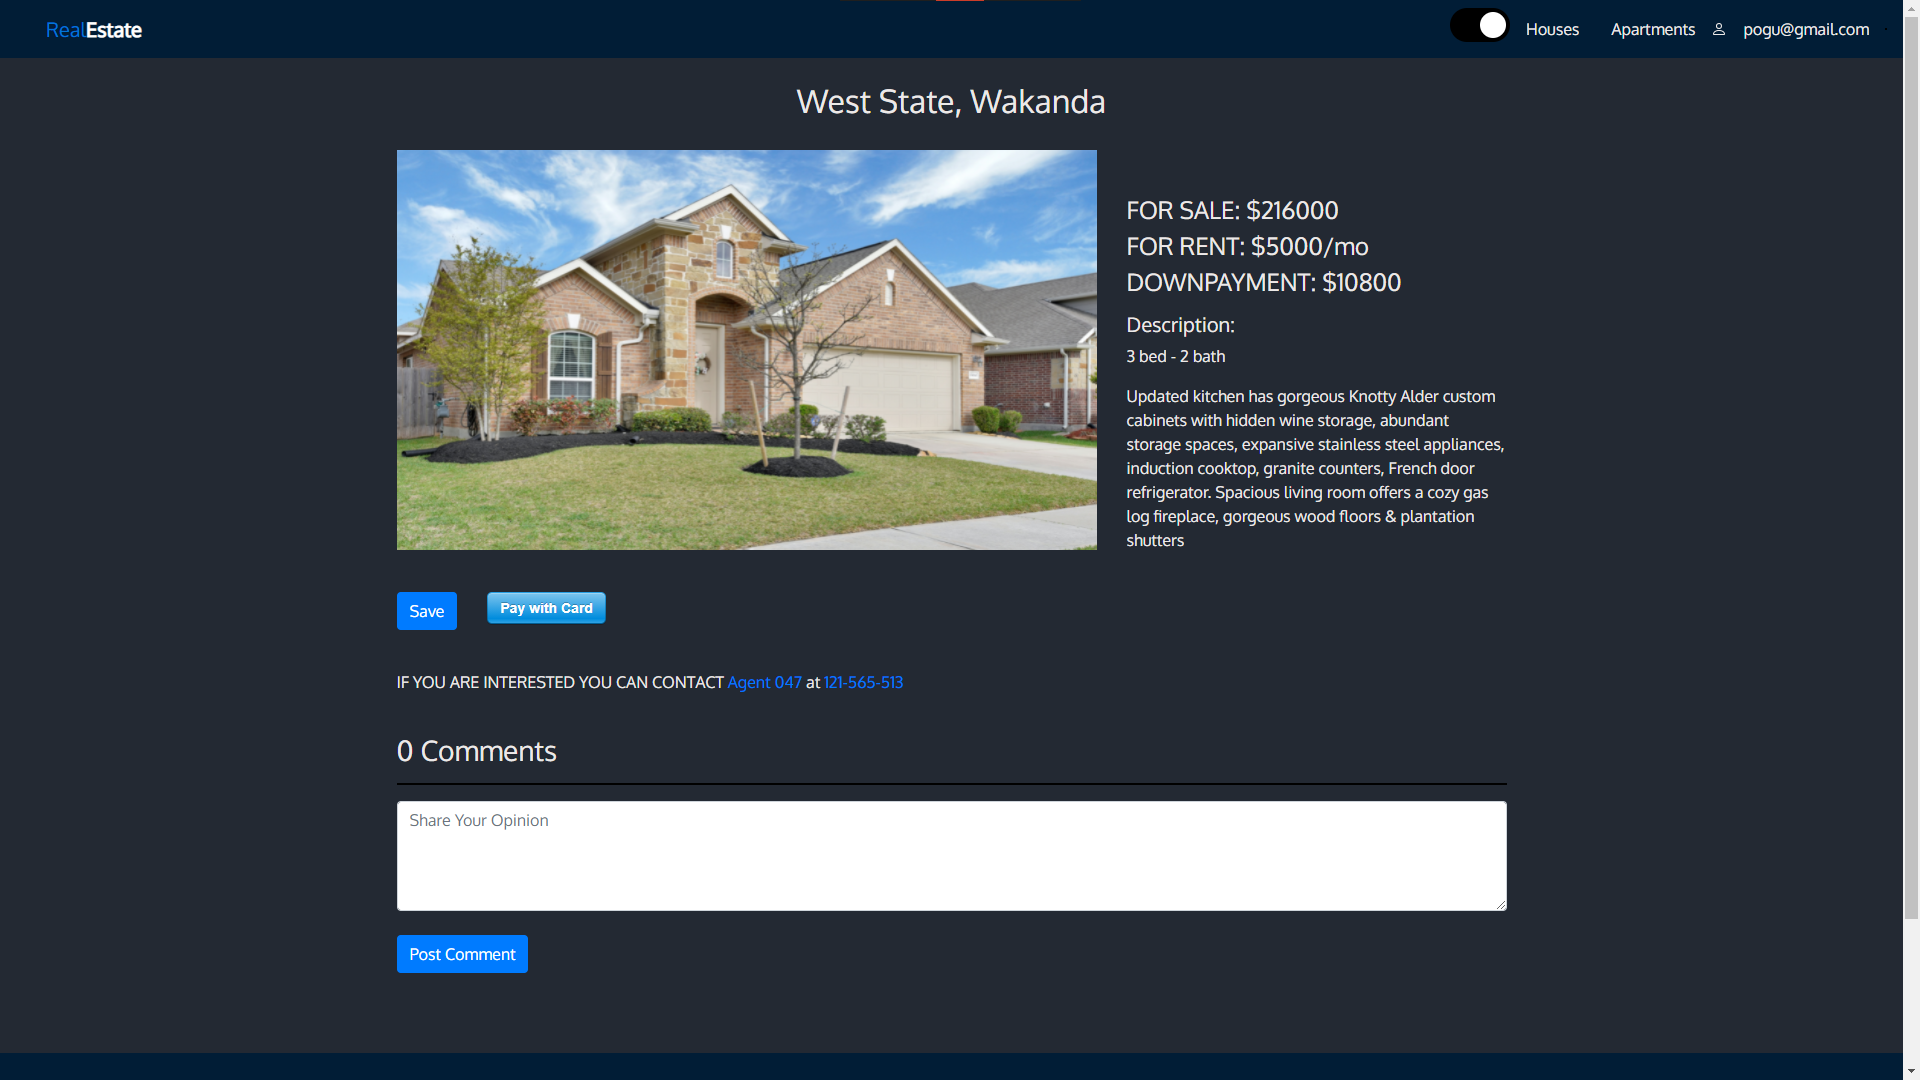 RealEstate
Houses
Apartments
pogu@gmail.com
West State, Wakanda
FOR SALE: $216000
FOR RENT: $5000/mo
DOWNPAYMENT: $10800
Description:
3 bed - 2 bath
Updated kitchen has gorgeous Knotty Alder custom
cabinets with hidden wine storage, abundant
storage spaces, expansive stainless steel appliances,
induction cooktop, granite counters, French door
refrigerator. Spacious living room offers a cozy gas
log fireplace, gorgeous wood floors & plantation
shutters
Save
Pay with Card
IF YOU ARE INTERESTED YOU CAN CONTACT Agent 047 at 121-565-513
0 Comments
Share Your Opinion
Post Comment